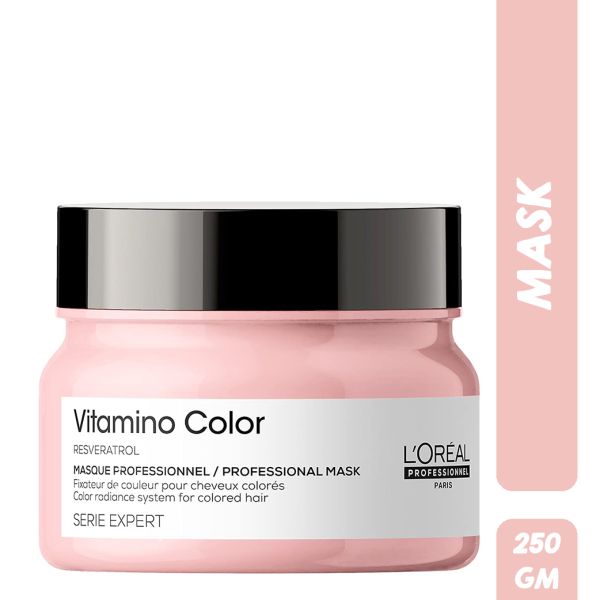 Vitamino Color
RESVERATROL
MASQUE PROFESSIONNEL / PROFESSIONAL MASK
Fixateur de couleur pour cheveux colorés
Color radiance system for colored hair
SERIE EXPERT
L'ORÉAL
PROFESSIONNEL
PARIS
MASK
250
GM